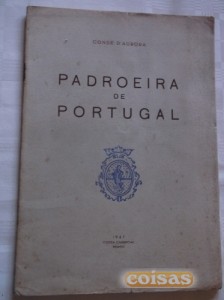 CONDE D'AURORA
PADROEIRA
DE
PORTUGAL
coisas